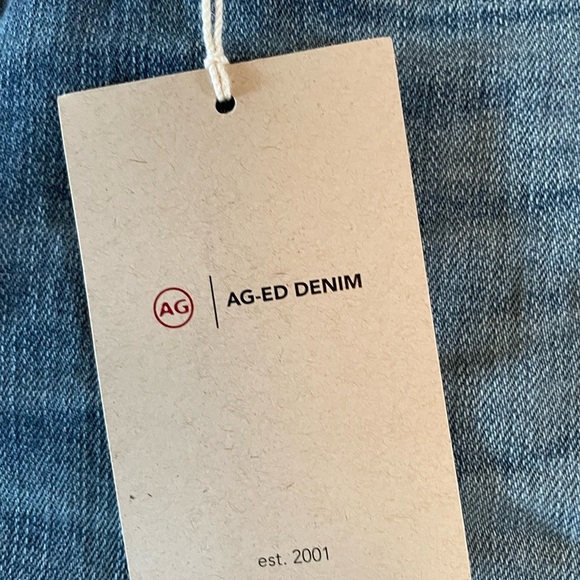 AG
AG-ED DENIM
est. 2001